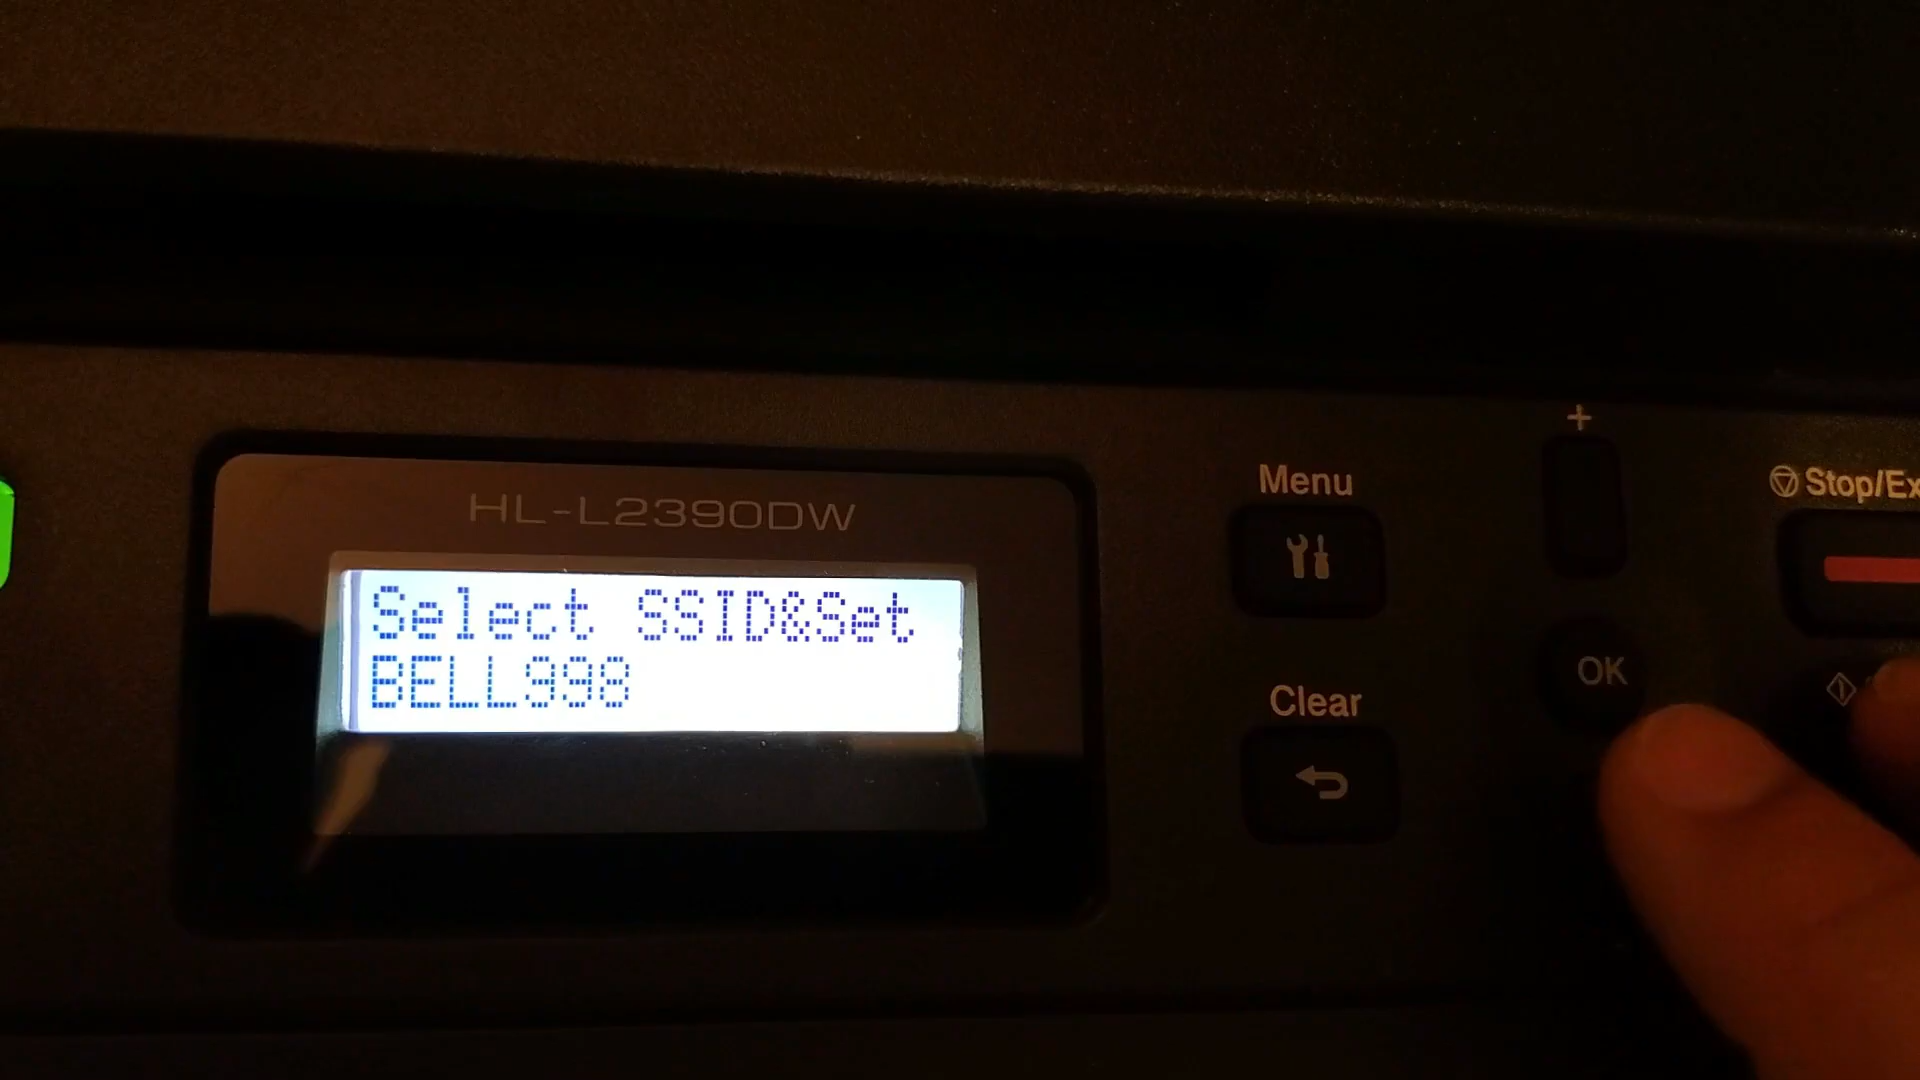 HL-L2390DW
Select SSID&Set
BELL998
Menu
+
Stop/Ex
OK
Clear